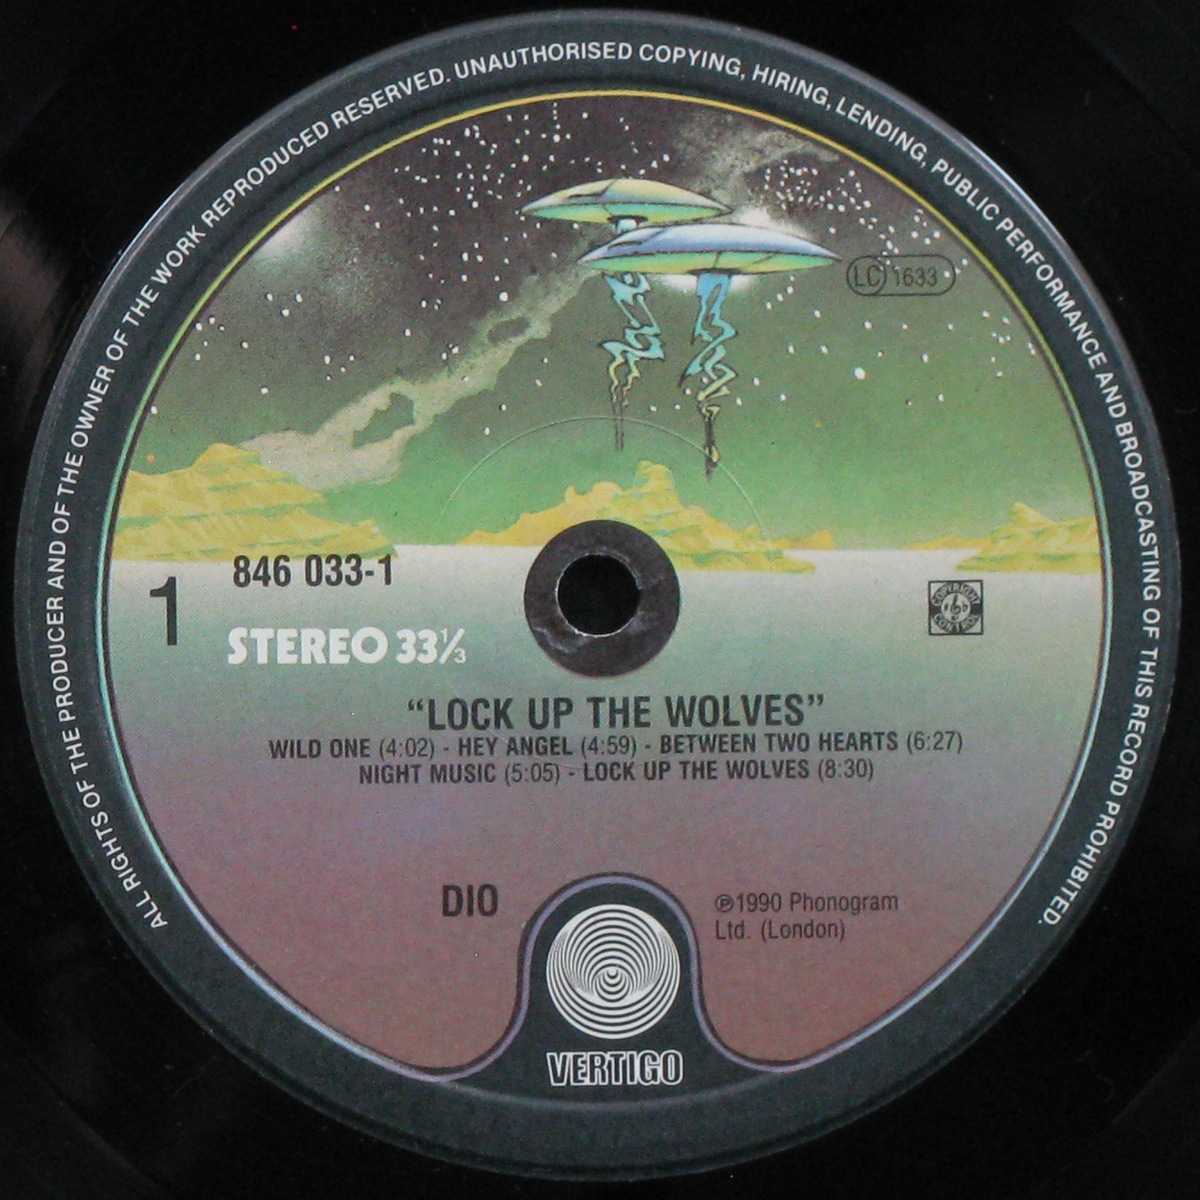 ALL RIGHTS OF THE PRODUCER AND OF THE OWNER OF THE WORK REPRODUCED RESERVED. UNAUTHORISED COPYING, HIRING, LENDING, PUBLIC PERFORMANCE AND BROADCASTING OF THIS RECORD PROHIBITED.
LC 1633
846 033-1
1
STEREO 33⅓
COPYRIGHT CONTROL
“LOCK UP THE WOLVES”
WILD ONE (4:02) - HEY ANGEL (4:59) - BETWEEN TWO HEARTS (6:27)
NIGHT MUSIC (5:05) - LOCK UP THE WOLVES (8:30)
DIO
℗1990 Phonogram
Ltd. (London)
VERTIGO